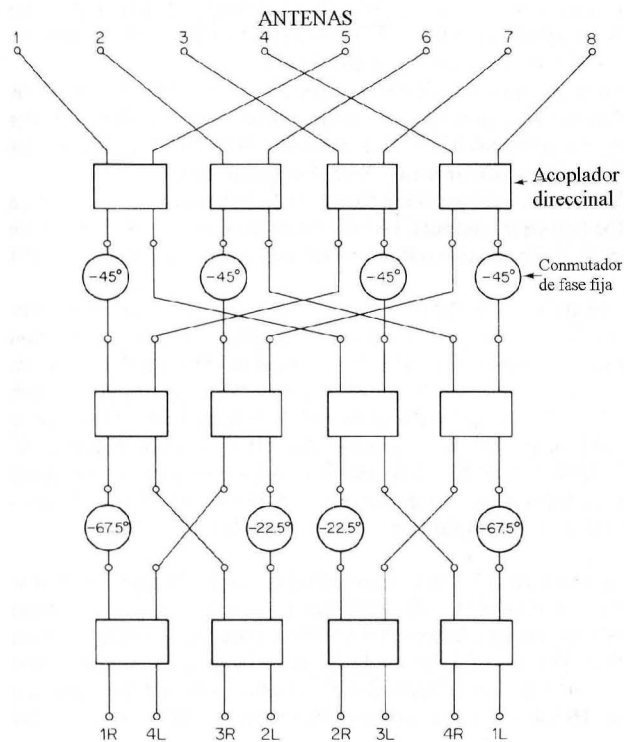 ANTENAS
1 2 3 4 5 6 7 8
Acoplador
direccinal
-45° -45° -45° -45°
Conmutador
de fase fija
-67.5° -22.5° -22.5° -67.5°
1R 4L 3R 2L 2R 3L 4R 1L